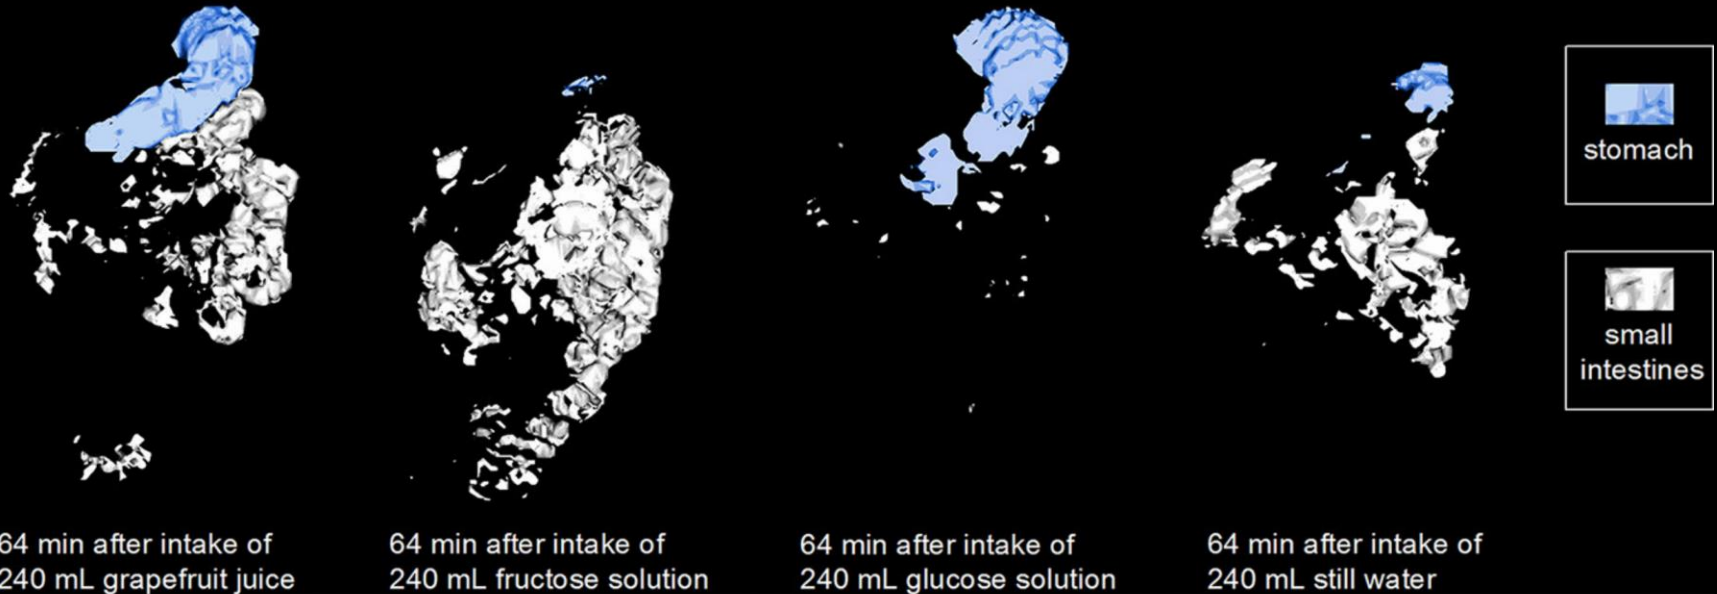 stomach
small
intestines
64 min after intake of
240 mL grapefruit juice
64 min after intake of
240 mL fructose solution
64 min after intake of
240 mL glucose solution
64 min after intake of
240 mL still water